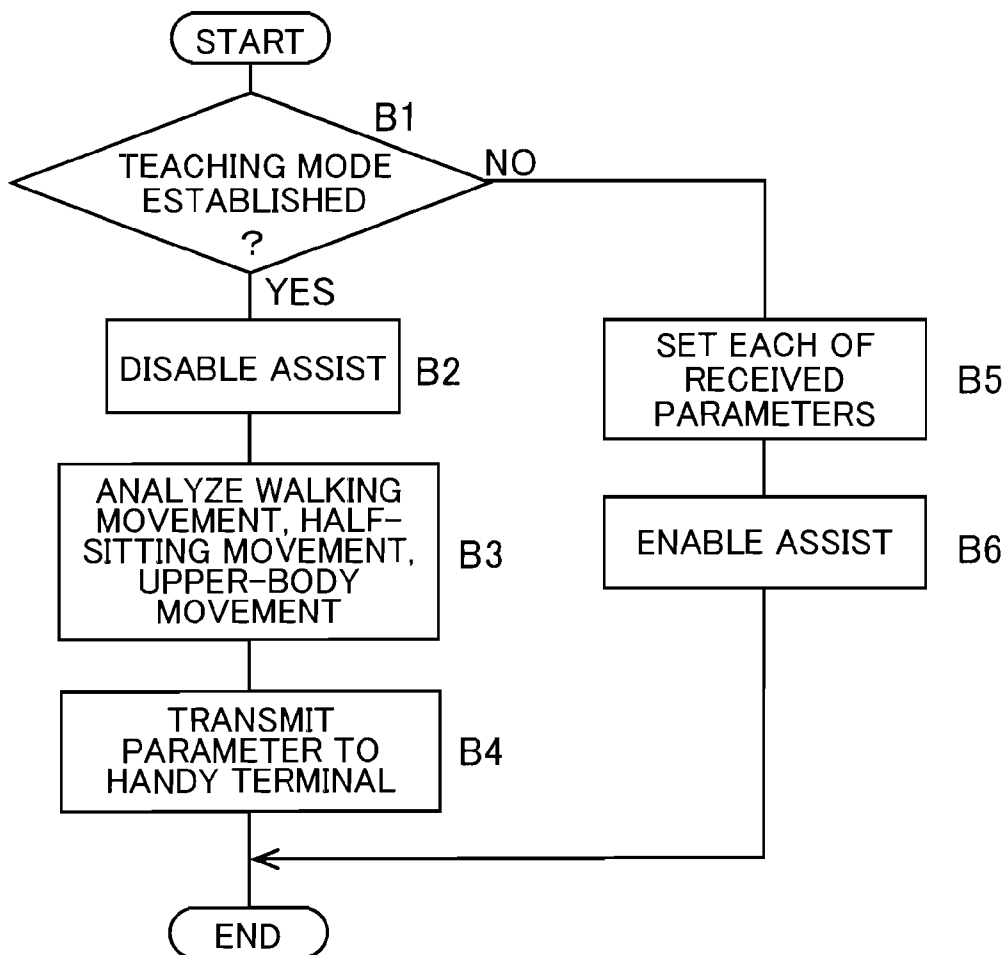 START
B1
TEACHING MODE
ESTABLISHED
?
NO
YES
DISABLE ASSIST
B2
ANALYZE WALKING
MOVEMENT, HALF-
SITTING MOVEMENT,
UPPER-BODY
MOVEMENT
B3
TRANSMIT
PARAMETER TO
HANDY TERMINAL
B4
SET EACH OF
RECEIVED
PARAMETERS
B5
ENABLE ASSIST
B6
END